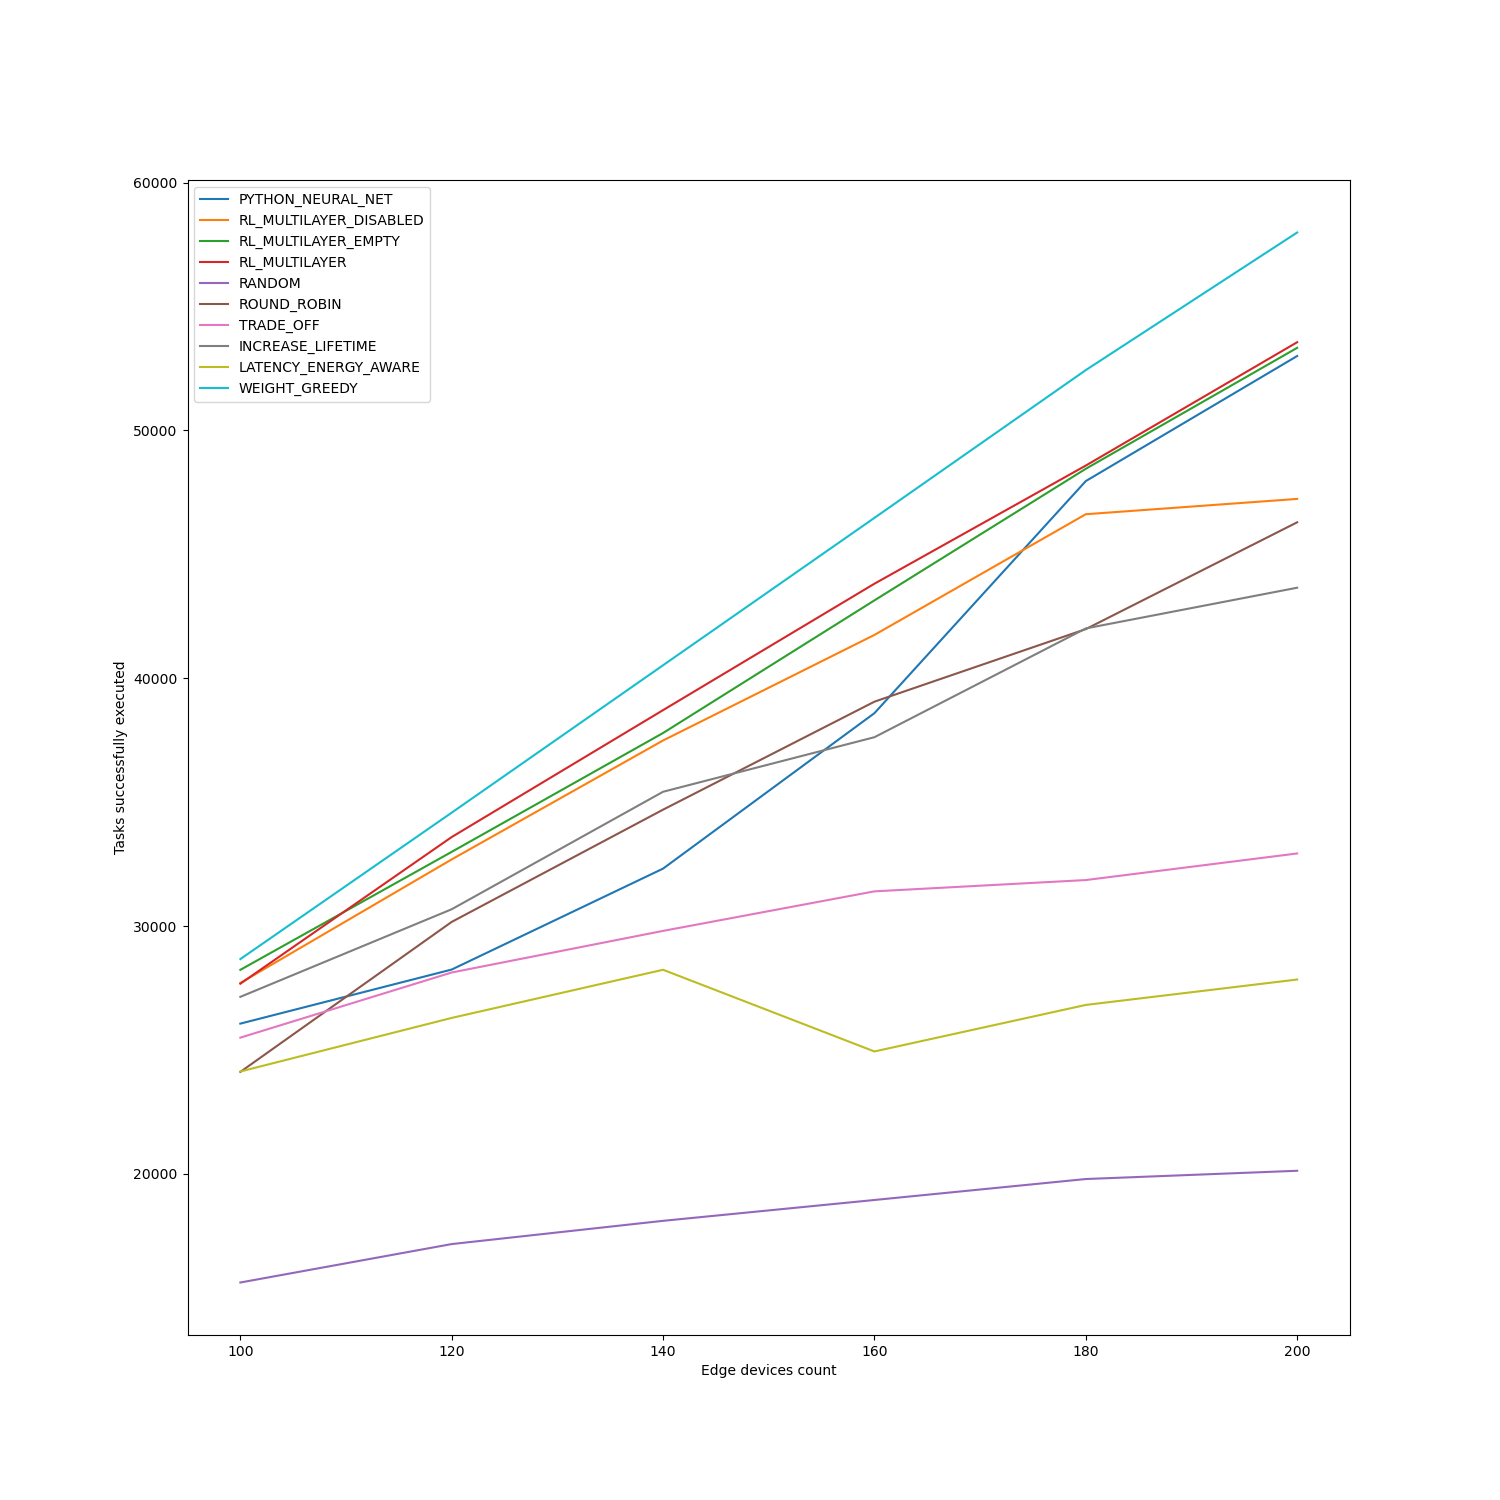 60000
50000
40000
30000
20000
Tasks successfully executed
PYTHON_NEURAL_NET
RL_MULTILAYER_DISABLED
RL_MULTILAYER_EMPTY
RL_MULTILAYER
RANDOM
ROUND_ROBIN
TRADE_OFF
INCREASE_LIFETIME
LATENCY_ENERGY_AWARE
WEIGHT_GREEDY
100 120 140 160 180 200
Edge devices count